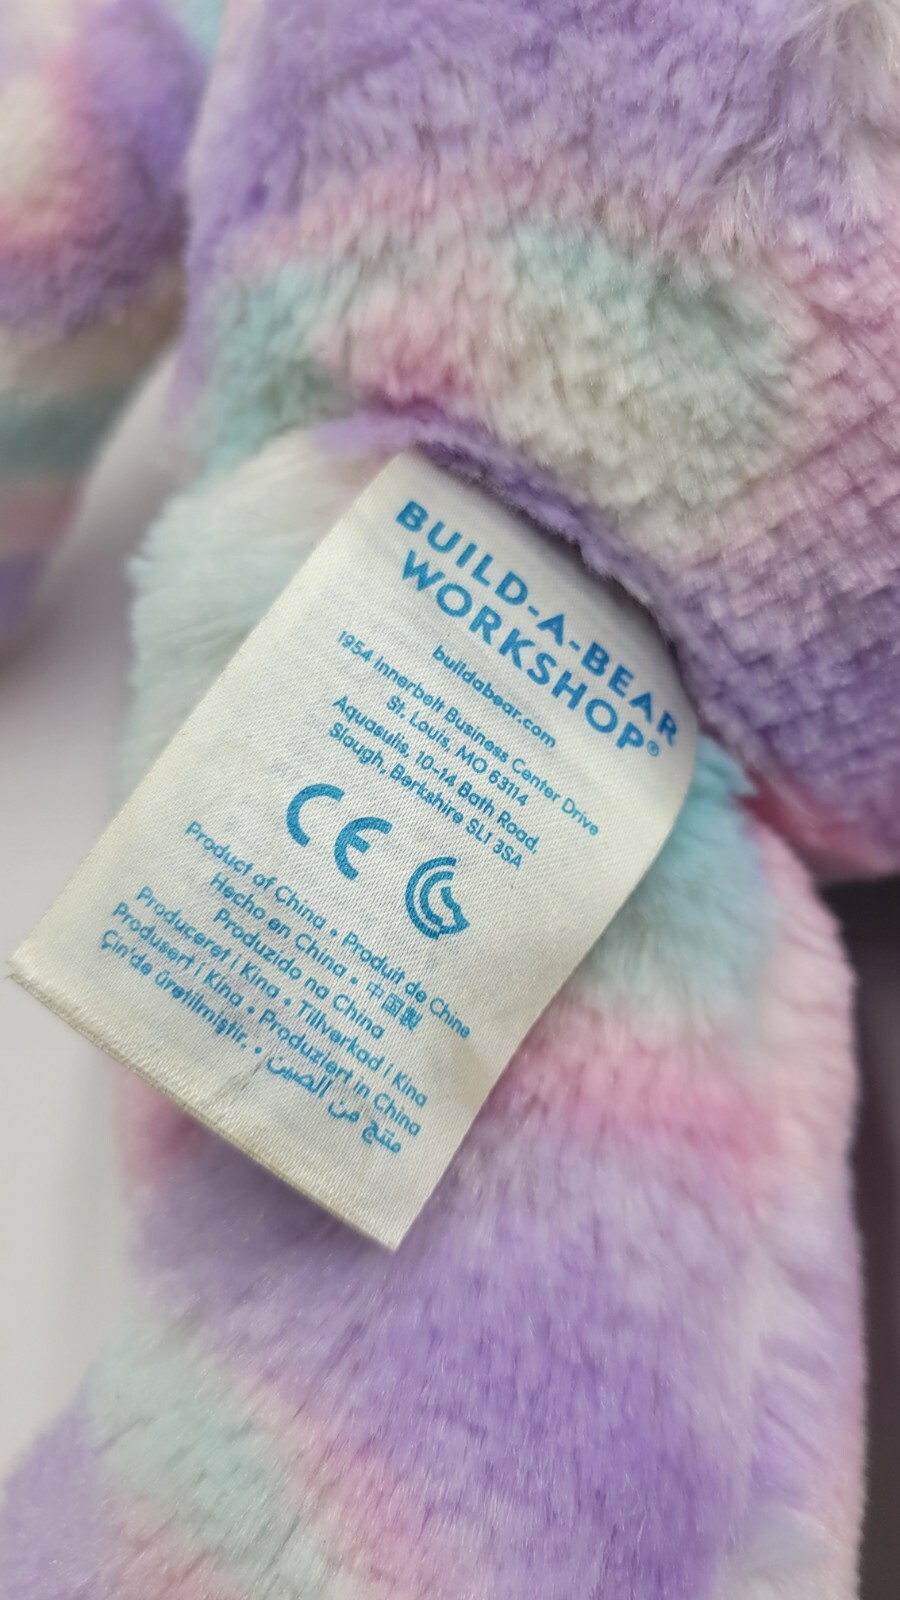 BUILD-A-BEAR
WORKSHOP®
buildabear.com
1954 Innerbelt Business Center Drive
St. Louis, MO 63114
Aquasulis, 10-14 Bath Road,
Slough, Berkshire SL1 3SA
CE
Product of China • Produit de Chine
Hecho en China • 中国製
Produzido na China
Produceret i Kina • Tillverkad i Kina
Produsert i Kina • Produziert in China
Çin'de üretilmiştir. • منتج من الصين